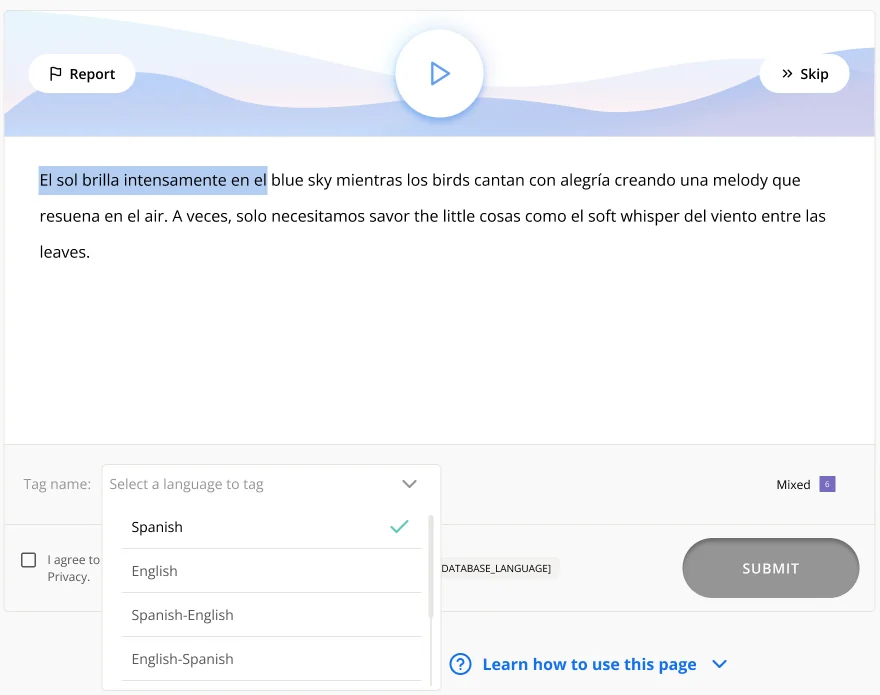 Report
Skip
El sol brilla intensamente en el blue sky mientras los birds cantan con alegría creando una melody que
resuena en el air. A veces, solo necesitamos savor the little cosas como el soft whisper del viento entre las
leaves.
Tag name:
Select a language to tag
Mixed 6
Spanish
English
Spanish-English
English-Spanish
I agree to
Privacy.
DATABASE_LANGUAGE]
SUBMIT
Learn how to use this page